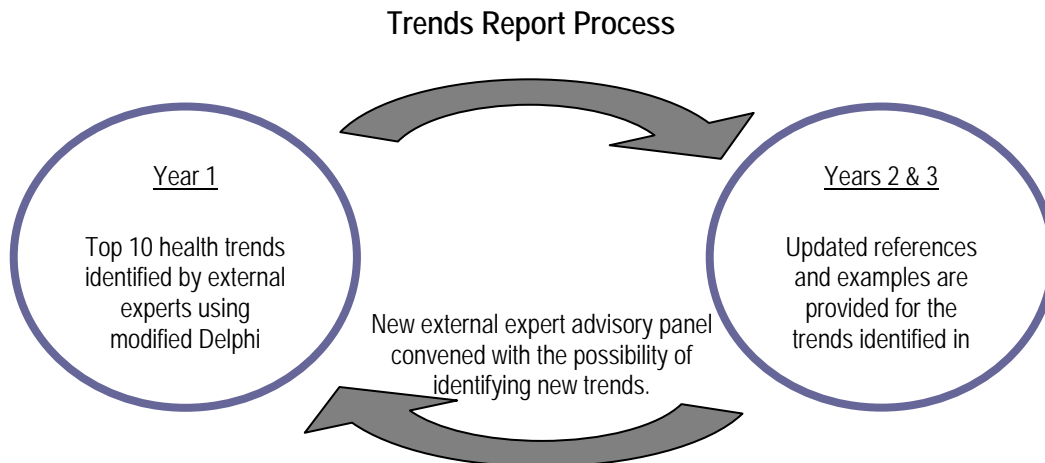 Trends Report Process
Year 1
Top 10 health trends
identified by external
experts using
modified Delphi
New external expert advisory panel
convened with the possibility of
identifying new trends.
Years 2 & 3
Updated references
and examples are
provided for the
trends identified in